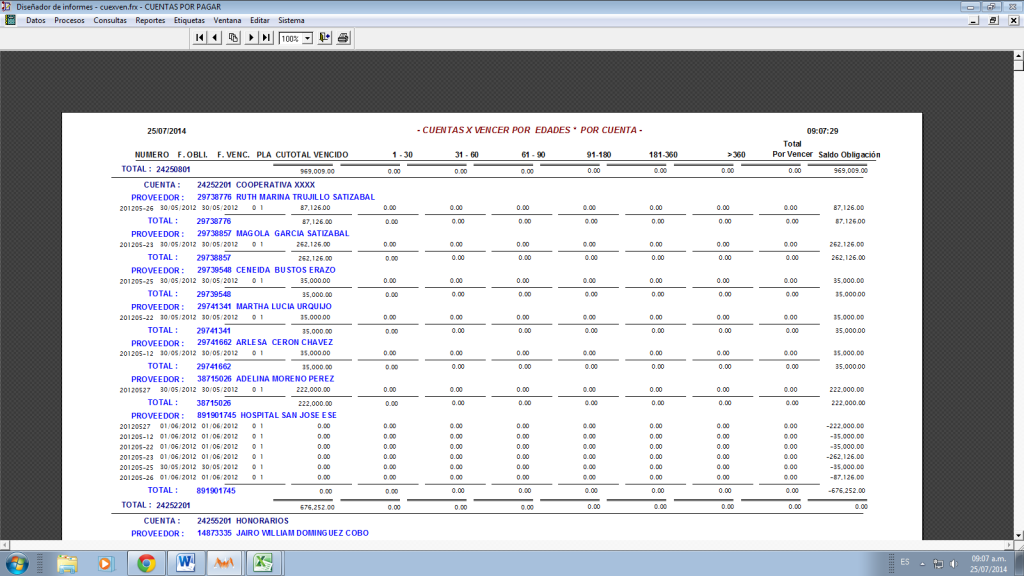 Diseñador de informes - cuexven.frx - CUENTAS POR PAGAR
Datos Procesos Consultas Reportes Etiquetas Ventana Editar Sistema
100%
25/07/2014 - CUENTAS X VENCER POR EDADES * POR CUENTA - 09:07:29
Total
NUMERO F. OBLI. F. VENC. PLA CUTOTAL VENCIDO 1 - 30 31 - 60 61 - 90 91-180 181-360 >360 Por Vencer Saldo Obligación
TOTAL : 24250801 969,009.00 0.00 0.00 0.00 0.00 0.00 0.00 0.00 969,009.00
CUENTA : 24252201 COOPERATIVA XXXX
PROVEEDOR : 29738776 RUTH MARINA TRUJILLO SATIZABAL
201205-26 30/05/2012 30/05/2012 0 1 87,126.00 0.00 0.00 0.00 0.00 0.00 0.00 0.00 87,126.00
TOTAL : 29738776 87,126.00 0.00 0.00 0.00 0.00 0.00 0.00 0.00 87,126.00
PROVEEDOR : 29738857 MAGOLA GARCIA SATIZABAL
201205-23 30/05/2012 30/05/2012 0 1 262,126.00 0.00 0.00 0.00 0.00 0.00 0.00 0.00 262,126.00
TOTAL : 29738857 262,126.00 0.00 0.00 0.00 0.00 0.00 0.00 0.00 262,126.00
PROVEEDOR : 29739548 CENEIDA BUSTOS ERAZO
201205-25 30/05/2012 30/05/2012 0 1 35,000.00 0.00 0.00 0.00 0.00 0.00 0.00 0.00 35,000.00
TOTAL : 29739548 35,000.00 0.00 0.00 0.00 0.00 0.00 0.00 0.00 35,000.00
PROVEEDOR : 29741341 MARTHA LUCIA URQUIJO
201205-22 30/05/2012 30/05/2012 0 1 35,000.00 0.00 0.00 0.00 0.00 0.00 0.00 0.00 35,000.00
TOTAL : 29741341 35,000.00 0.00 0.00 0.00 0.00 0.00 0.00 0.00 35,000.00
PROVEEDOR : 29741662 ARLESA CERON CHAVEZ
201205-12 30/05/2012 30/05/2012 0 1 35,000.00 0.00 0.00 0.00 0.00 0.00 0.00 0.00 35,000.00
TOTAL : 29741662 35,000.00 0.00 0.00 0.00 0.00 0.00 0.00 0.00 35,000.00
PROVEEDOR : 38715026 ADELINA MORENO PEREZ
20120527 30/05/2012 30/05/2012 0 1 222,000.00 0.00 0.00 0.00 0.00 0.00 0.00 0.00 222,000.00
TOTAL : 38715026 222,000.00 0.00 0.00 0.00 0.00 0.00 0.00 0.00 222,000.00
PROVEEDOR : 891901745 HOSPITAL SAN JOSE ESE
20120527 01/06/2012 01/06/2012 0 1 0.00 0.00 0.00 0.00 0.00 0.00 0.00 0.00 -222,000.00
201205-12 01/06/2012 01/06/2012 0 1 0.00 0.00 0.00 0.00 0.00 0.00 0.00 0.00 -35,000.00
201205-22 01/06/2012 01/06/2012 0 1 0.00 0.00 0.00 0.00 0.00 0.00 0.00 0.00 -35,000.00
201205-23 01/06/2012 01/06/2012 0 1 0.00 0.00 0.00 0.00 0.00 0.00 0.00 0.00 -262,126.00
201205-25 30/05/2012 30/05/2012 0 1 0.00 0.00 0.00 0.00 0.00 0.00 0.00 0.00 -35,000.00
201205-26 01/06/2012 01/06/2012 0 1 0.00 0.00 0.00 0.00 0.00 0.00 0.00 0.00 -87,126.00
TOTAL : 891901745 0.00 0.00 0.00 0.00 0.00 0.00 0.00 0.00 -676,252.00
TOTAL : 24252201 676,252.00 0.00 0.00 0.00 0.00 0.00 0.00 0.00 0.00
CUENTA : 24255201 HONORARIOS
PROVEEDOR : 14873335 JAIRO WILLIAM DOMINGUEZ COBO
ES 09:07 a.m.
25/07/2014